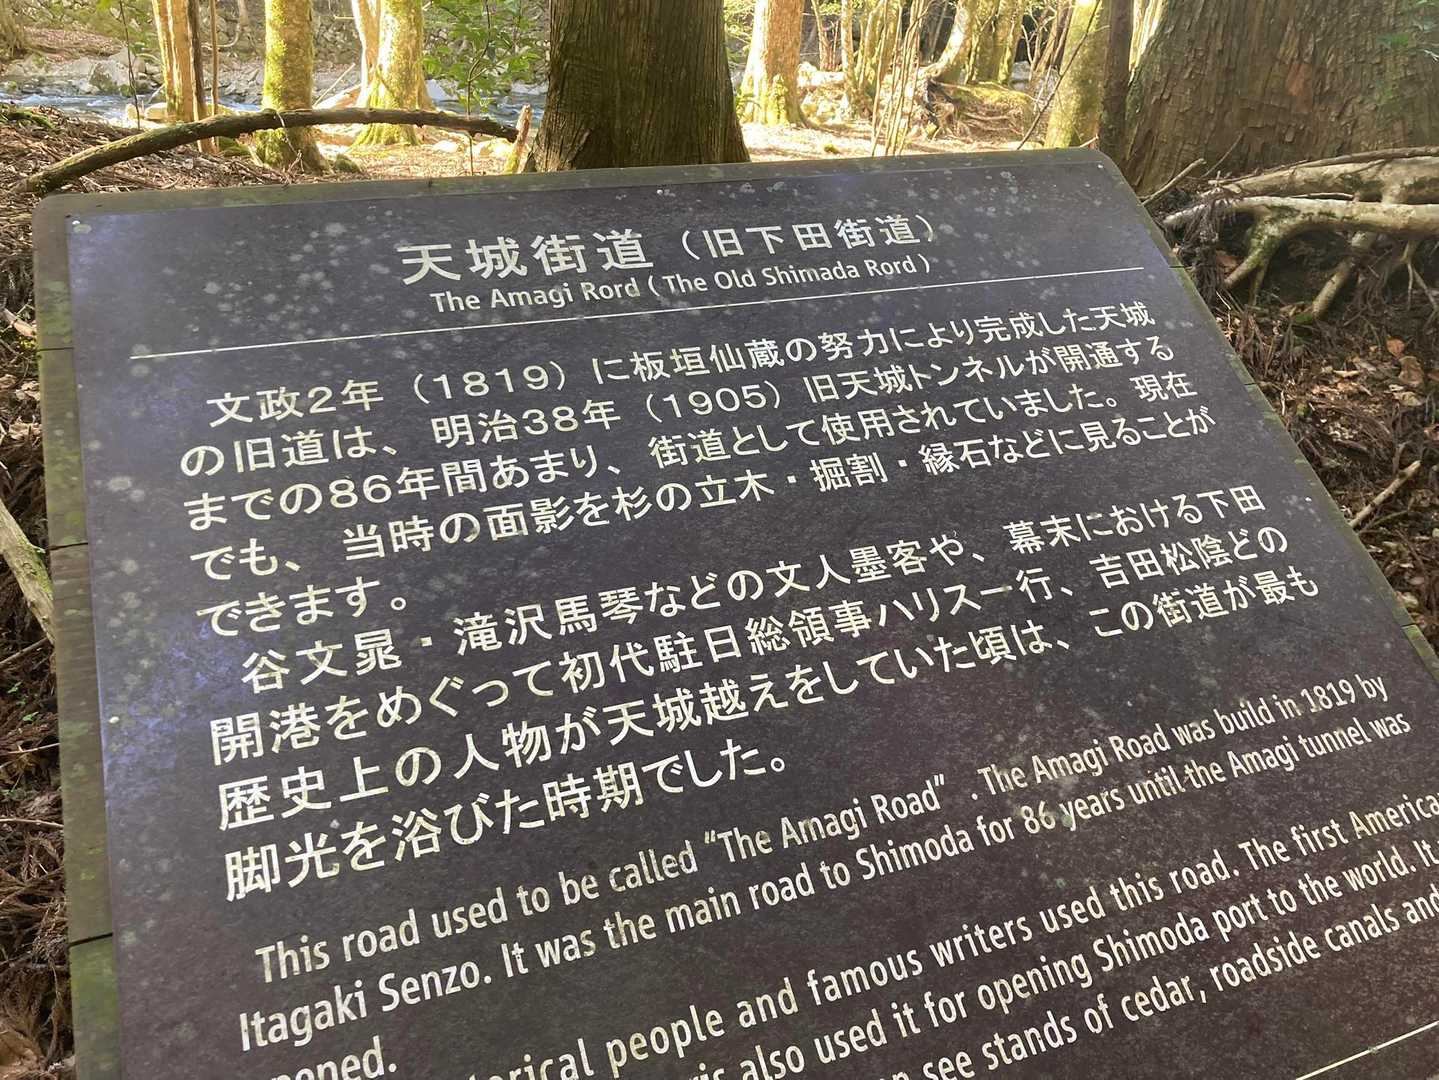 天城街道（旧下田街道）
The Amagi Rord ( The Old Shimada Rord )
文政2年（1819）に板垣仙蔵の努力により完成した天城
の旧道は、明治38年（1905）旧天城トンネルが開通する
までの86年間あまり、街道として使用されていました。現在
でも、当時の面影を杉の立木・掘割・縁石などに見ることが
できます。
谷文晁・滝沢馬琴などの文人墨客や、幕末における下田
開港をめぐって初代駐日総領事ハリス一行、吉田松陰どの
歴史上の人物が天城越えをしていた頃は、この街道が最も
脚光を浴びた時期でした。
This road used to be called “The Amagi Road” . The Amagi Road was build in 1819 by
Itagaki Senzo. It was the main road to Shimoda for 86 years until the Amagi tunnel was
people and famous writers used this road. The first
also used it for opening Shimoda port to the world. It
see stands of cedar, roadside canals and